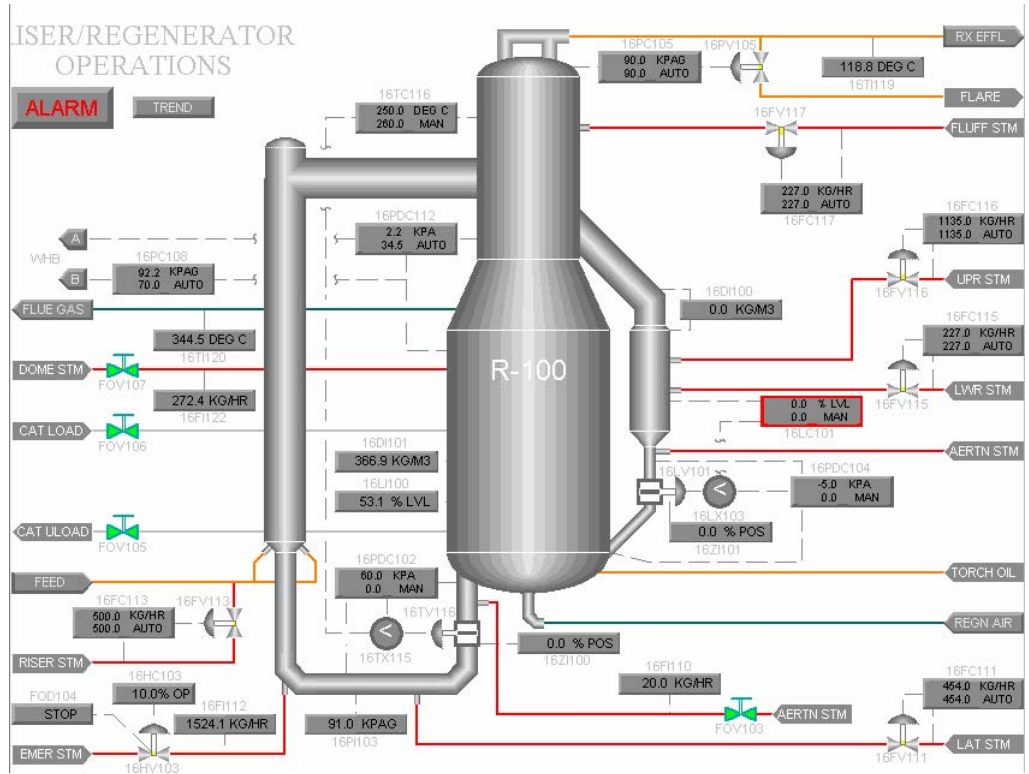 ISER/REGENERATOR
OPERATIONS
ALARM
TREND
16PC105
90.0 KPAG
90.0 AUTO
16PV105
RX EFFL
118.8 DEG C
16TI119
FLARE
16TC116
250.0 DEG C
260.0 MAN
16FV117
FLUFF STM
227.0 KG/HR
227.0 AUTO
16FC117
16PDC112
2.2 KPA
34.5 AUTO
16FC116
1135.0 KG/HR
1135.0 AUTO
A
WHB
B
16PC108
92.2 KPAG
70.0 AUTO
UPR STM
16FV116
16DI100
0.0 KG/M3
FLUE GAS
344.5 DEG C
16TI120
16FC115
227.0 KG/HR
227.0 AUTO
R-100
DOME STM
FOV107
272.4 KG/HR
16FI122
LWR STM
16FV115
0.0 % LVL
0.0 MAN
16LC101
CAT LOAD
FOV106
16DI101
366.9 KG/M3
AERTN STM
16LI100
53.1 % LVL
16LV101
<
16LX103
16PDC104
-5.0 KPA
0.0 MAN
0.0 % POS
16ZI101
CAT ULOAD
FOV105
16PDC102
60.0 KPA
0.0 MAN
FEED
TORCH OIL
16FC113
500.0 KG/HR
500.0 AUTO
16FV113
<
16TX115
16TV116
REGN AIR
0.0 % POS
16ZI100
RISER STM
16HC103
10.0% OP
16FI110
20.0 KG/HR
16FC111
454.0 KG/HR
454.0 AUTO
FOD104
STOP
16FI112
1524.1 KG/HR
91.0 KPAG
16PI103
FOV103
AERTN STM
EMER STM
16HV103
16FV111
LAT STM